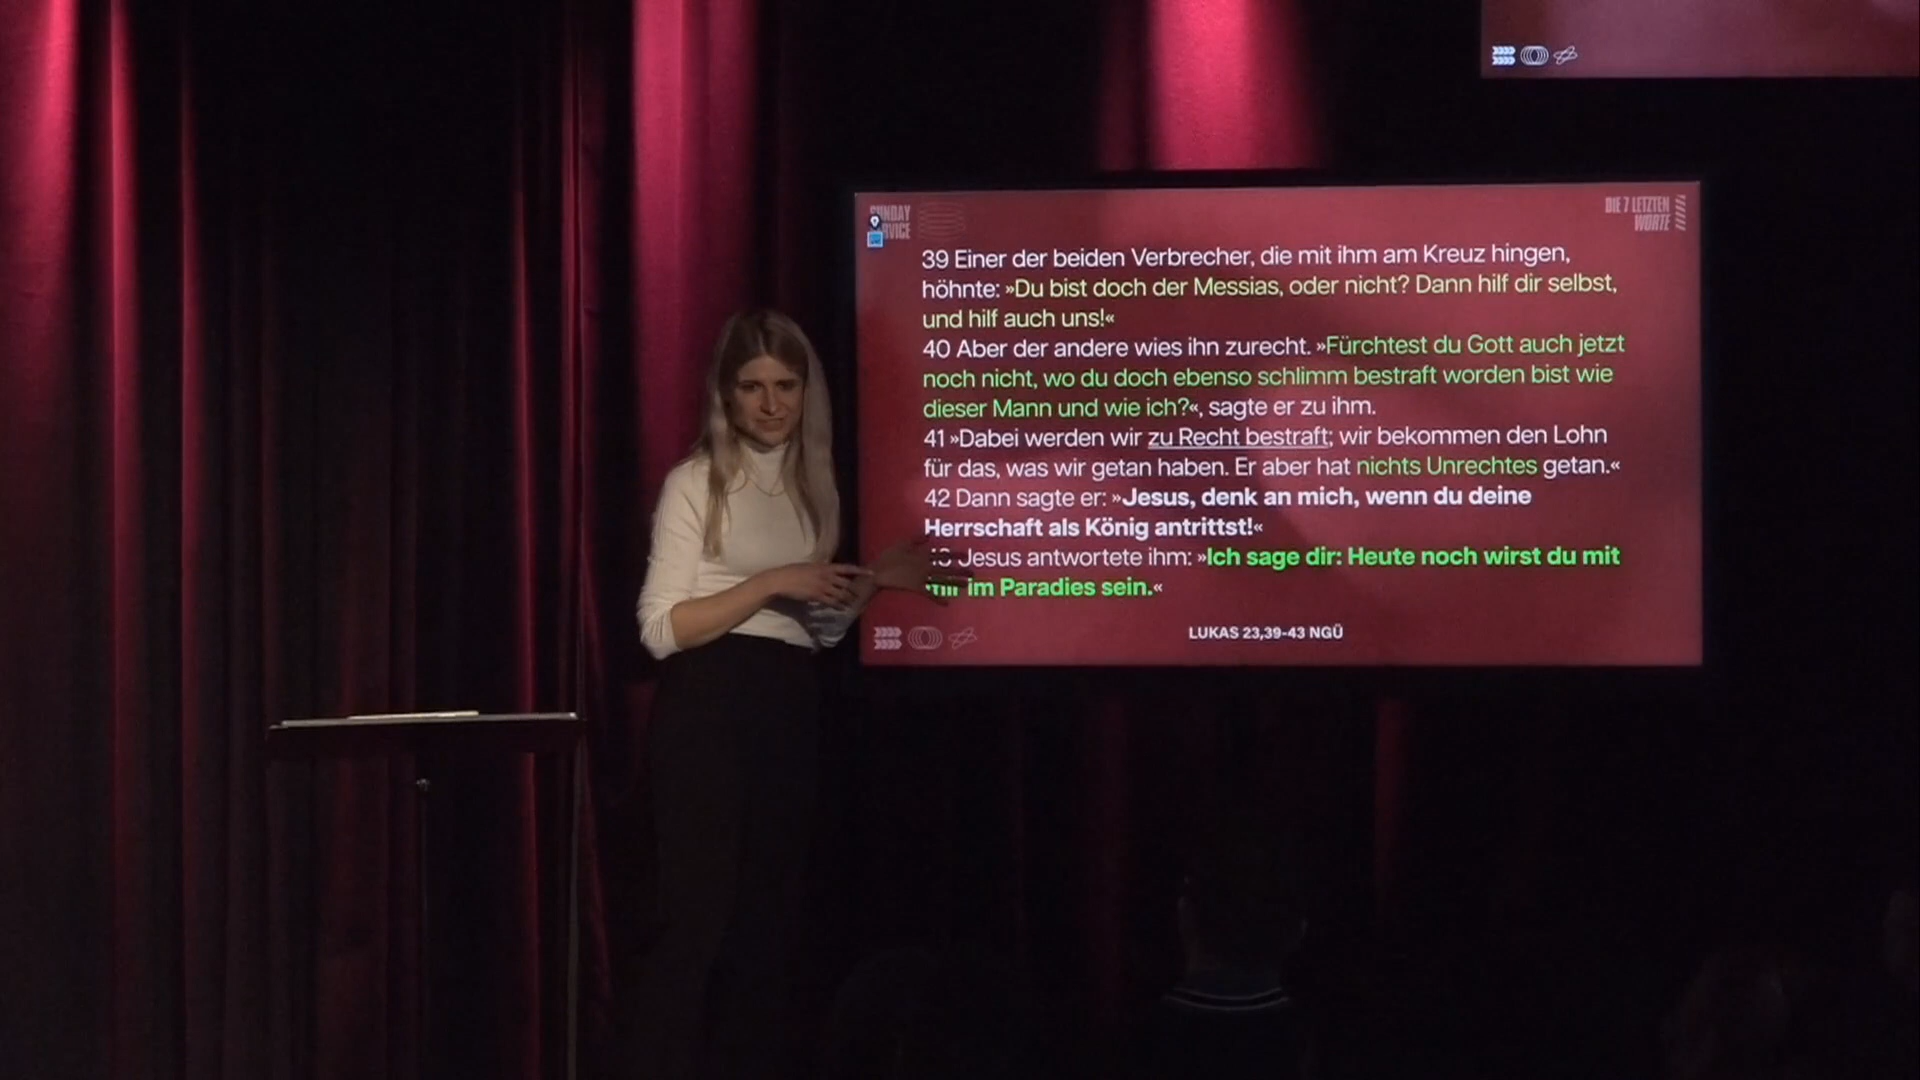 SUNDAY
SERVICE
DIE 7 LETZTEN
WORTE
39 Einer der beiden Verbrecher, die mit ihm am Kreuz hingen,
höhnte: »Du bist doch der Messias, oder nicht? Dann hilf dir selbst,
und hilf auch uns!«
40 Aber der andere wies ihn zurecht. »Fürchtest du Gott auch jetzt
noch nicht, wo du doch ebenso schlimm bestraft worden bist wie
dieser Mann und wie ich?«, sagte er zu ihm.
41 »Dabei werden wir zu Recht bestraft; wir bekommen den Lohn
für das, was wir getan haben. Er aber hat nichts Unrechtes getan.«
42 Dann sagte er: »Jesus, denk an mich, wenn du deine
Herrschaft als König antrittst!«
43 Jesus antwortete ihm: »Ich sage dir: Heute noch wirst du mit
mir im Paradies sein.«
LUKAS 23,39-43 NGÜ